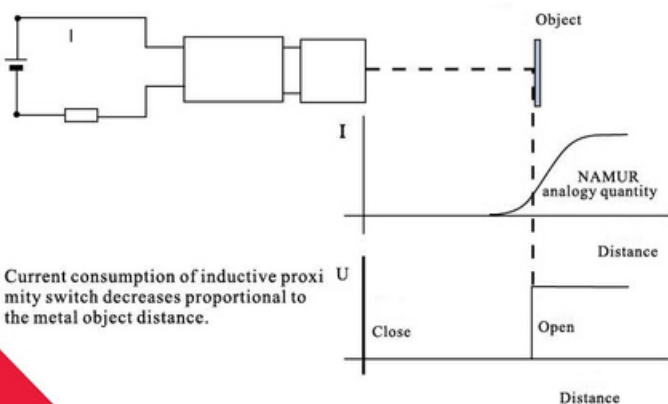 Object
I
I
NAMUR
analogy quantity
Distance
Current consumption of inductive proxi
mity switch decreases proportional to
the metal object distance.
U
Close
Open
Distance